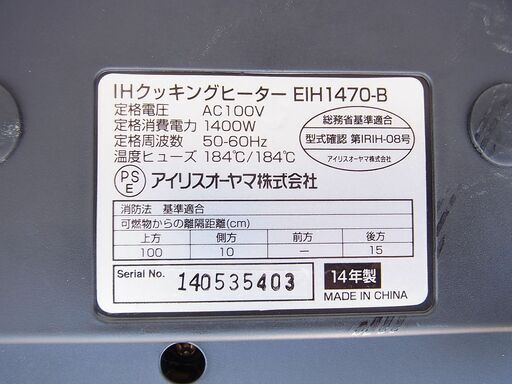 IHクッキングヒーター EIH1470-B
定格電圧 AC100V
定格消費電力 1400W
定格周波数 50-60Hz
温度ヒューズ 184℃/184℃
総務省基準適合
型式確認 第IRIH-08号
アイリスオーヤマ株式会社
PSE アイリスオーヤマ株式会社
消防法 基準適合
可燃物からの離隔距離(cm)
上方 側方 前方 後方
100 10 — 15
Serial No. 140535403
14年製
MADE IN CHINA